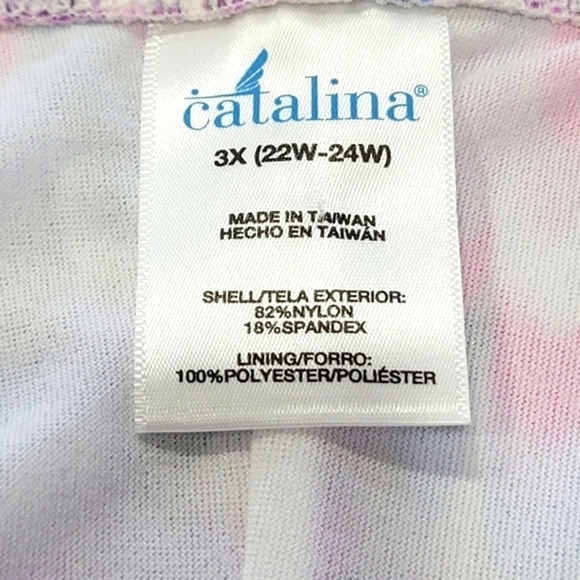 catalina®
3X (22W-24W)
MADE IN TAIWAN
HECHO EN TAIWÁN
SHELL/TELA EXTERIOR:
82%NYLON
18%SPANDEX
LINING/FORRO:
100%POLYESTER/POLIÉSTER